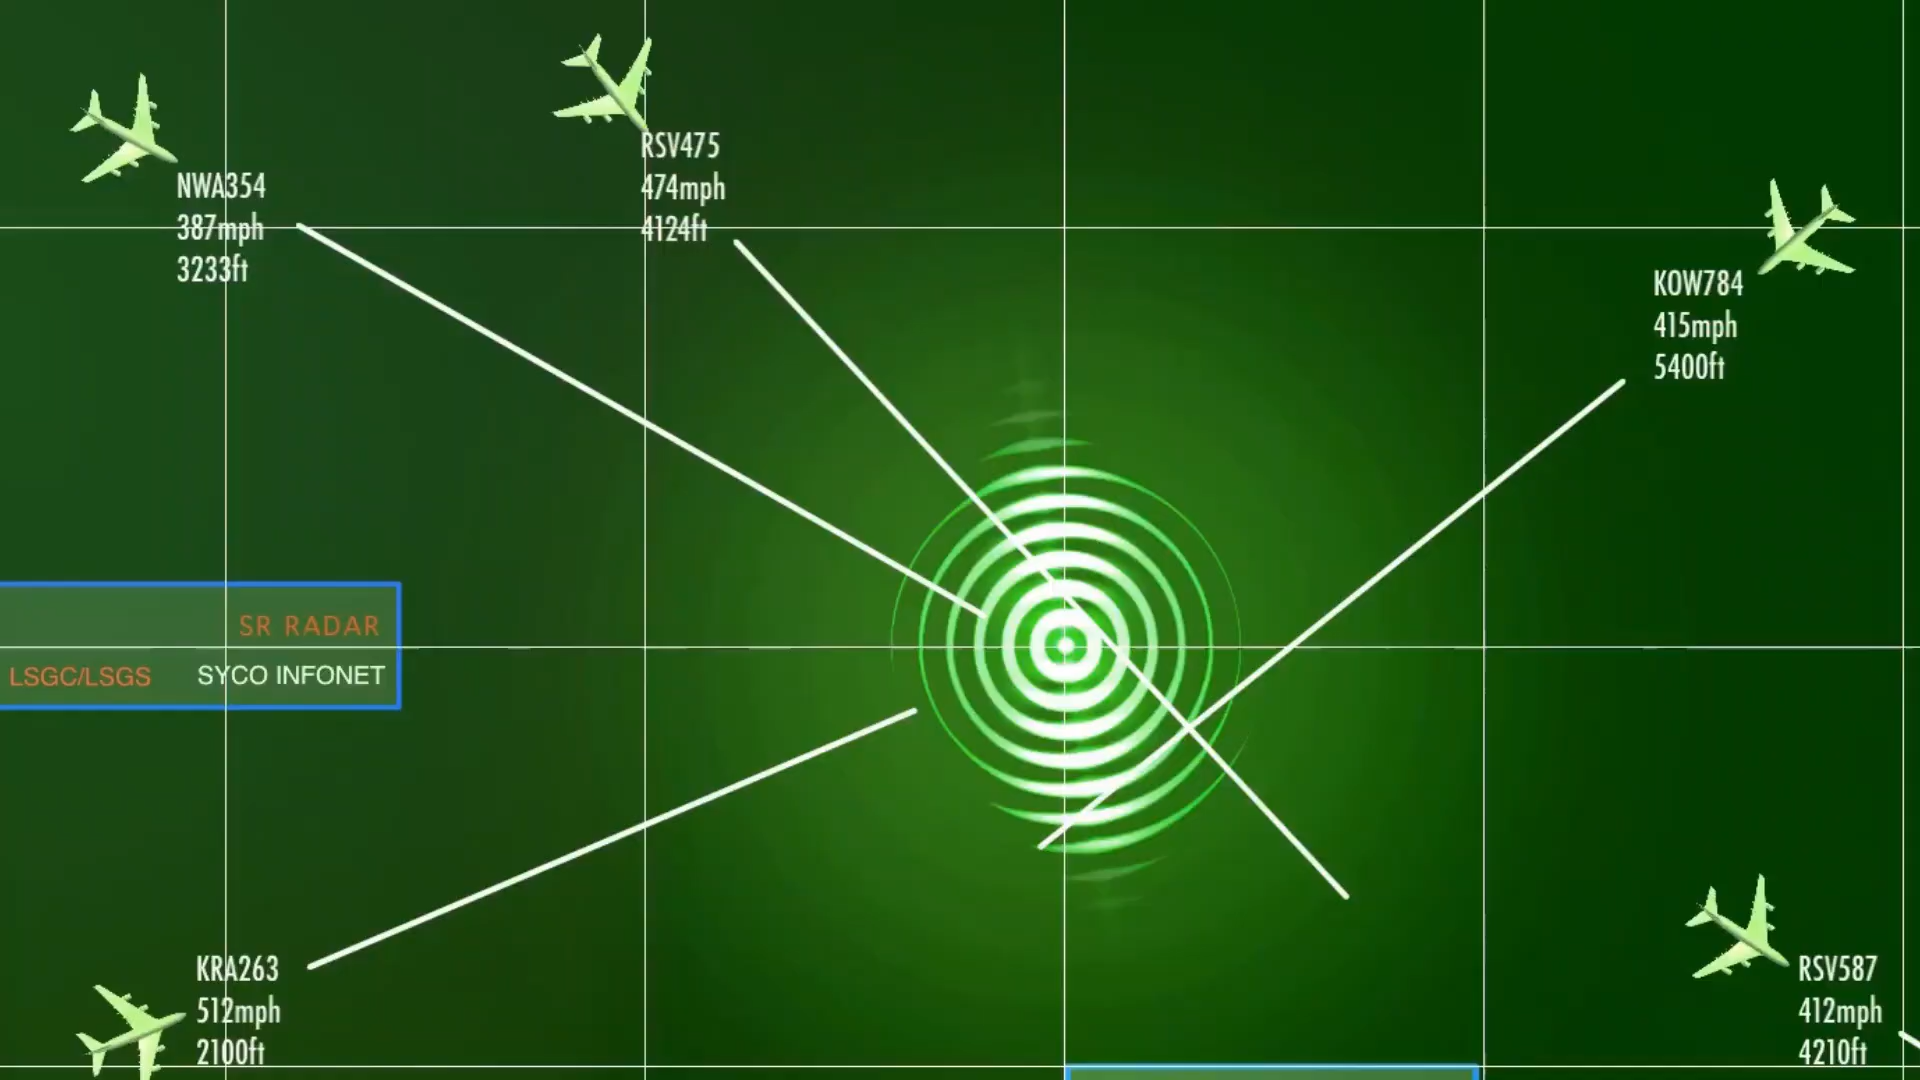 NWA354
387mph
3233ft
RSV475
474mph
4124ft
KOW784
415mph
5400ft
SR RADAR
LSGC/LSGS SYCO INFONET
KRA263
512mph
2100ft
RSV587
412mph
4210ft